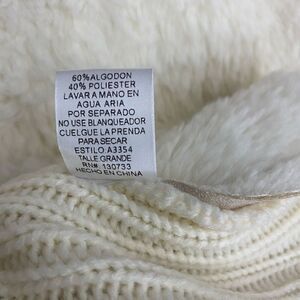 60%ALGODON
40% POLIESTER
LAVAR A MANO EN
AGUA ARIA
POR SEPARADO
NO USE BLANQUEADOR
CUELGUE LA PRENDA
PARA SECAR
ESTILO: A3354
TALLE GRANDE
RN#. 130733
HECHO EN CHINA